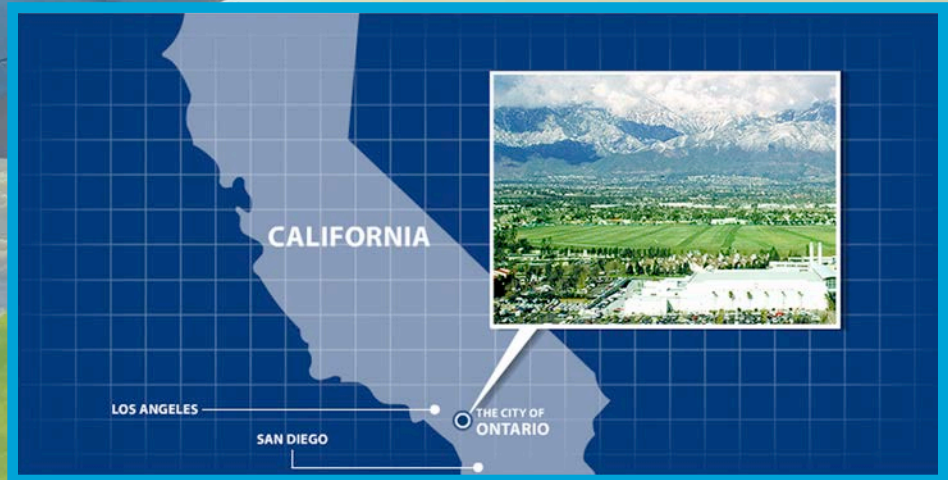 CALIFORNIA
LOS ANGELES
THE CITY OF
ONTARIO
SAN DIEGO